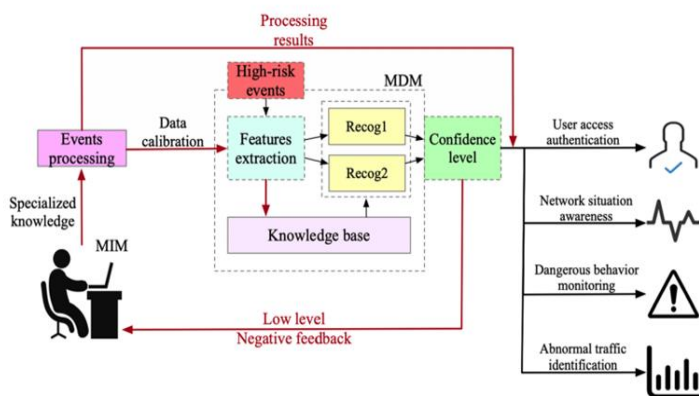 Processing
results
High-risk
events
MDM
Data
calibration
Events
processing
Features
extraction
Recog1
Recog2
Confidence
level
User access
authentication
Specialized
knowledge
MIM
Knowledge base
Network situation
awareness
Dangerous behavior
monitoring
Low level
Negative feedback
Abnormal traffic
identification